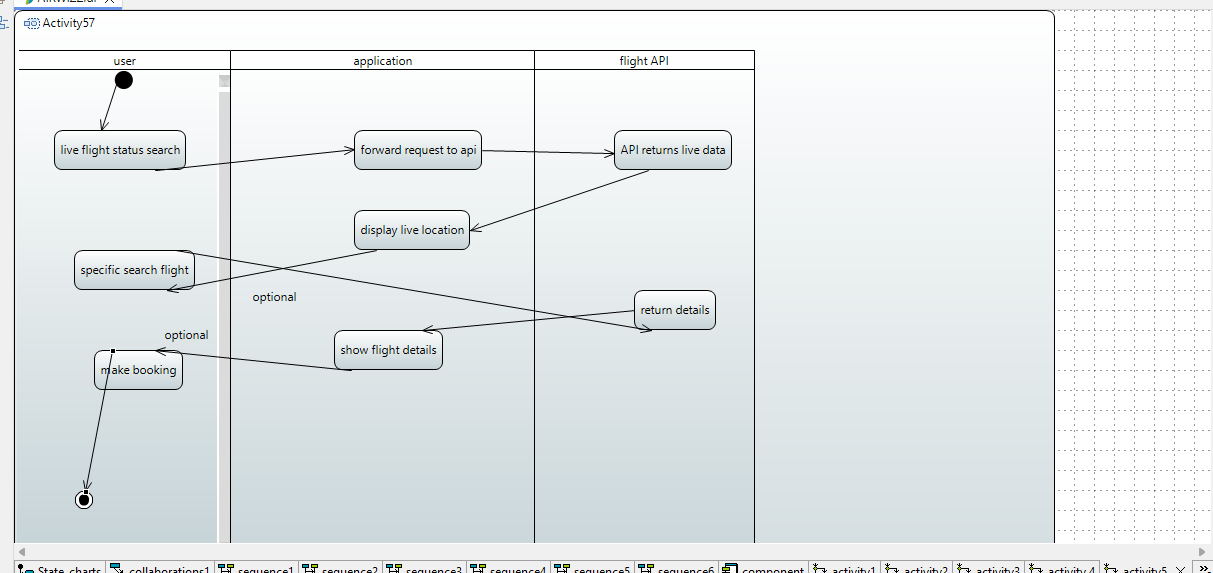 Activity57
user application flight API
live flight status search forward request to api API returns live data
display live location
specific search flight
optional
return details
optional
show flight details
make booking
State_charts collaborations1 sequence1 sequence2 sequence3 sequence4 sequence5 sequence6 component activity1 activity2 activity3 activity 4 activity5